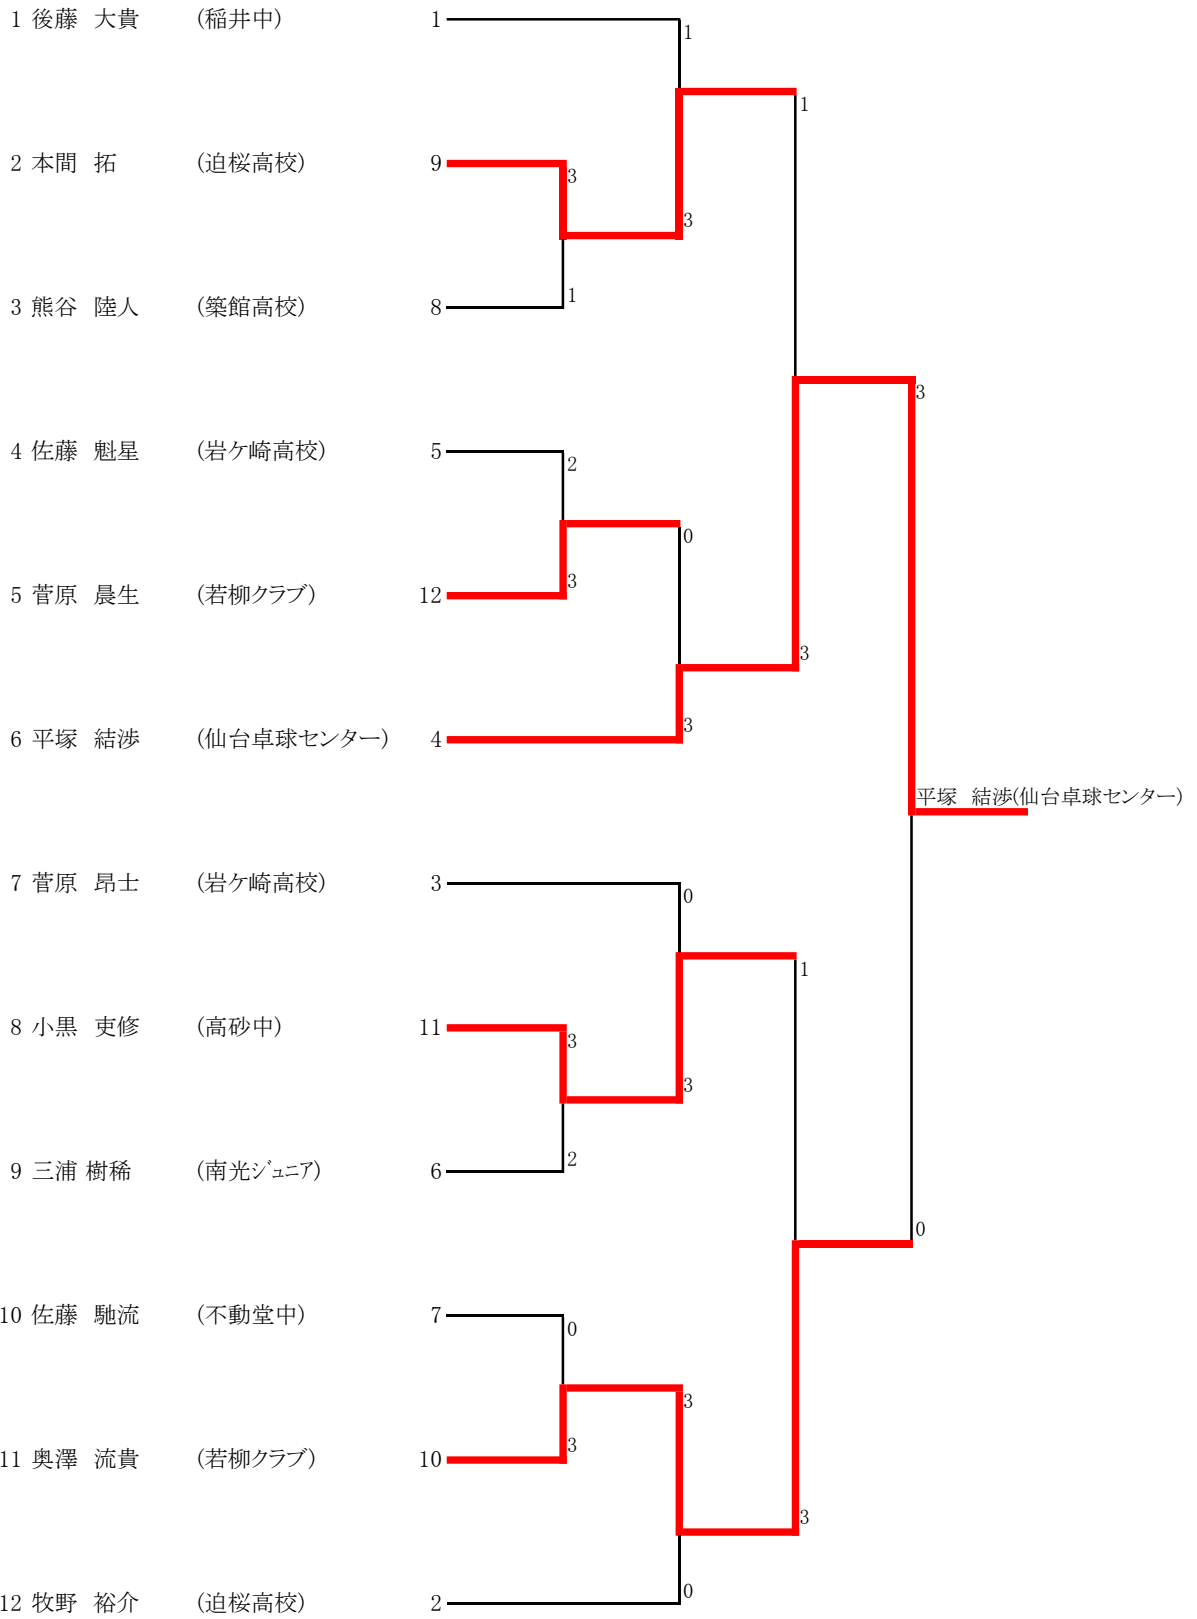 1 後藤 大貴 (稲井中) 1
1
1
2 本間 拓 (迫桜高校) 9
3
3
1
3 熊谷 陸人 (築館高校) 8
3
4 佐藤 魁星 (岩ケ崎高校) 5
2
0
3
5 菅原 晨生 (若柳クラブ) 12
3
3
6 平塚 結渉 (仙台卓球センター) 4
平塚 結渉(仙台卓球センター)
7 菅原 昂士 (岩ケ崎高校) 3
0
1
8 小黒 吏修 (高砂中) 11
3
3
2
9 三浦 樹稀 (南光ジュニア) 6
0
10 佐藤 馳流 (不動堂中) 7
0
3
3
11 奥澤 流貴 (若柳クラブ) 10
3
0
12 牧野 裕介 (迫桜高校) 2